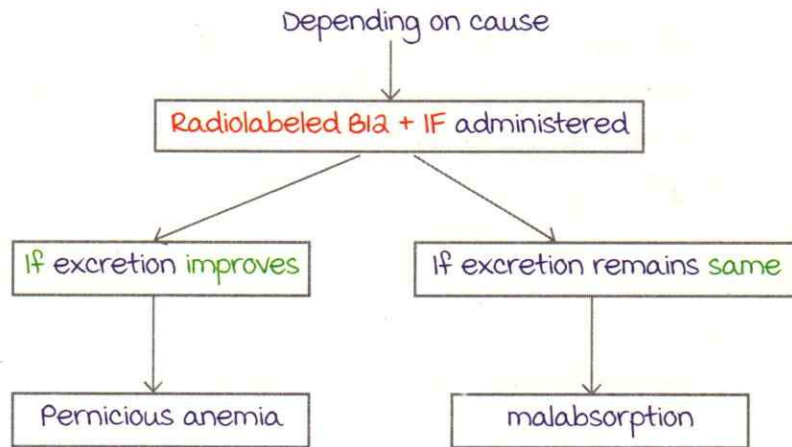 Depending on cause
Radiolabeled B12 + IF administered
If excretion improves
If excretion remains same
Pernicious anemia
malabsorption